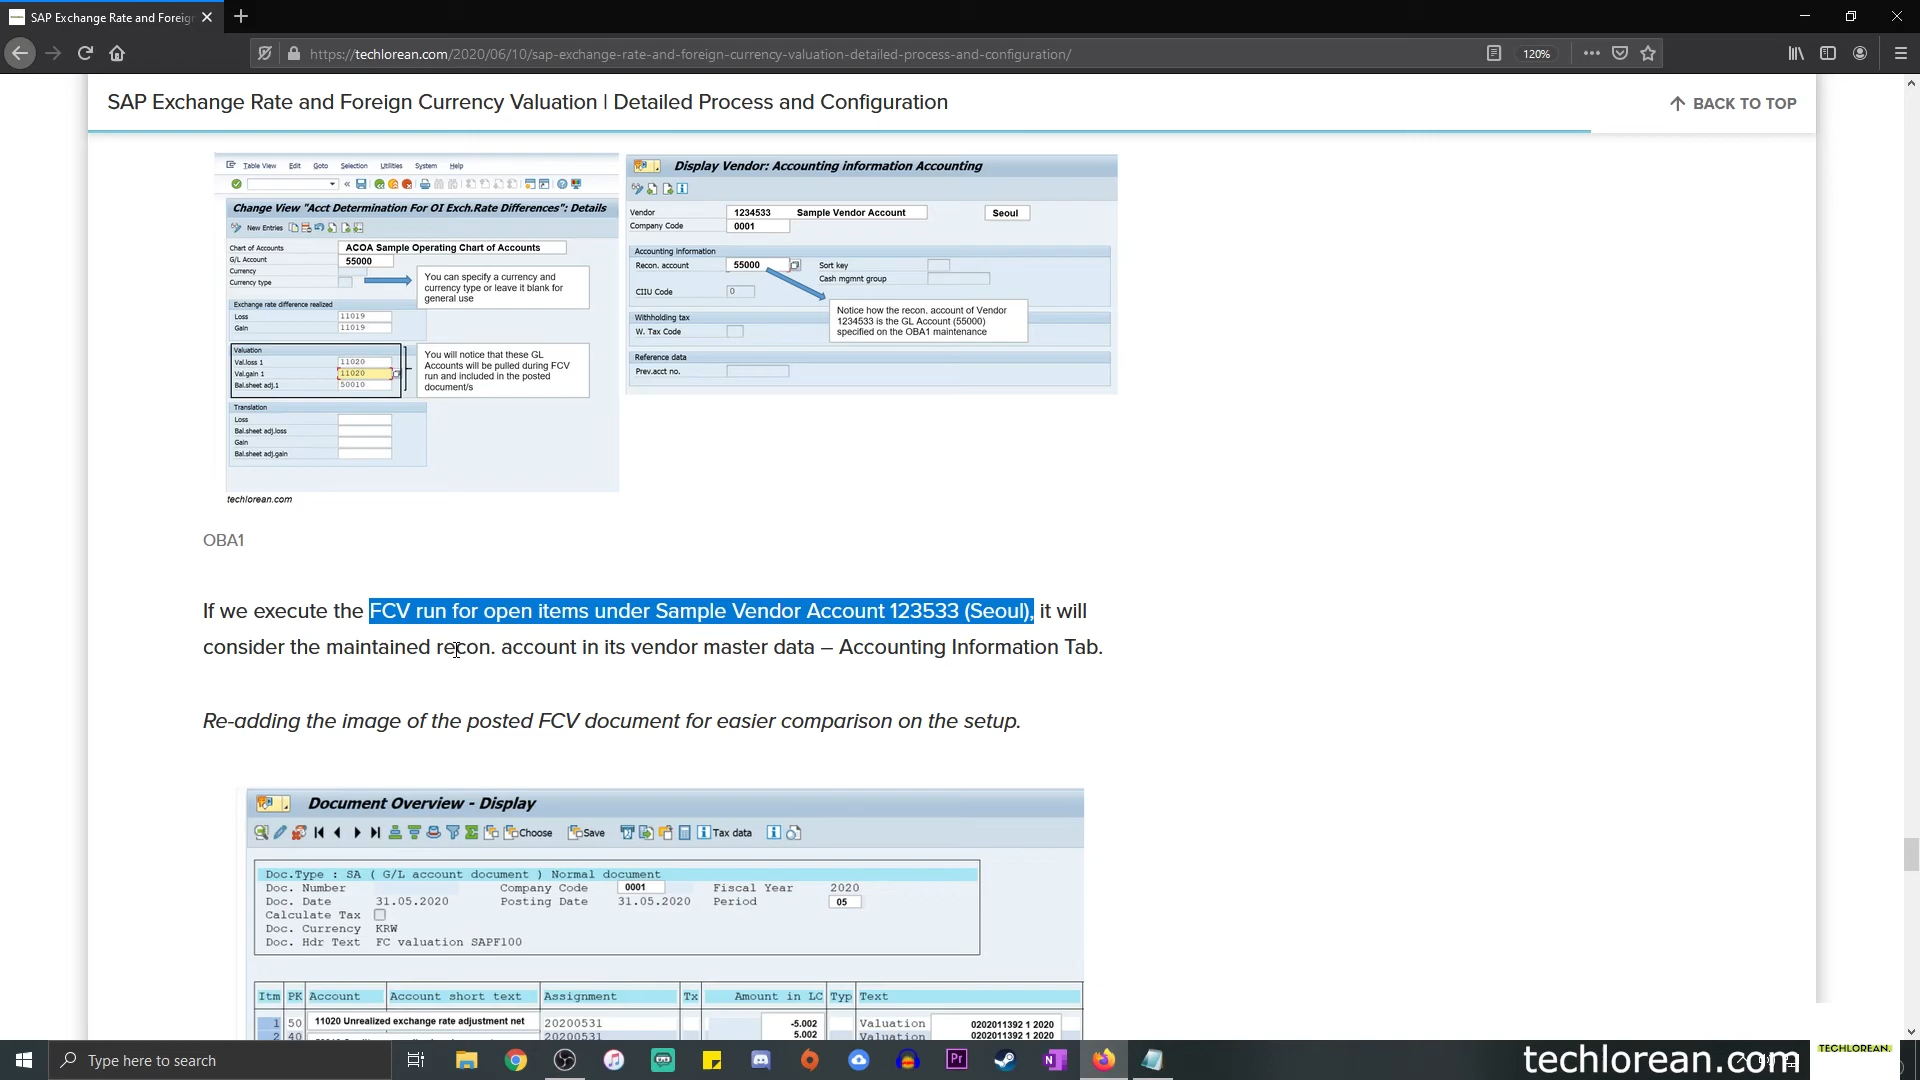 SAP Exchange Rate and Foreig
https://techlorean.com/2020/06/10/sap-exchange-rate-and-foreign-currency-valuation-detailed-process-and-configuration/
120%
SAP Exchange Rate and Foreign Currency Valuation | Detailed Process and Configuration
BACK TO TOP
Table View Edit Goto Selection Utilities System Help
Change View "Acct Determination For OI Exch.Rate Differences": Details
New Entries
Chart of Accounts ACOA Sample Operating Chart of Accounts
G/L Account 55000
Currency
Currency type
You can specify a currency and
currency type or leave it blank for
general use
Exchange rate difference realized
Loss 11019
Gain 11019
Valuation
Val.loss 1 11020
Val.gain 1 11020
Bal.sheet adj.1 50010
You will notice that these GL
Accounts will be pulled during FCV
run and included in the posted
document/s
Translation
Loss
Bal.sheet adj.loss
Gain
Bal.sheet adj.gain
techlorean.com
Display Vendor: Accounting information Accounting
Vendor 1234533 Sample Vendor Account Seoul
Company Code 0001
Accounting information
Recon. account 55000 Sort key
Cash mgmnt group
CIIU Code 0
Notice how the recon. account of Vendor
1234533 is the GL Account (55000)
specified on the OBA1 maintenance
Withholding tax
W. Tax Code
Reference data
Prev.acct no.
OBA1
If we execute the FCV run for open items under Sample Vendor Account 123533 (Seoul), it will
consider the maintained recon. account in its vendor master data – Accounting Information Tab.
Re-adding the image of the posted FCV document for easier comparison on the setup.
Document Overview - Display
Choose Save Tax data
Doc.Type : SA ( G/L account document ) Normal document
Doc. Number Company Code 0001 Fiscal Year 2020
Doc. Date 31.05.2020 Posting Date 31.05.2020 Period 05
Calculate Tax
Doc. Currency KRW
Doc. Hdr Text FC valuation SAPF100
Itm PK Account Account short text Assignment Tx Amount in LC Typ Text
1 50 11020 Unrealized exchange rate adjustment net 20200531 -5.002 Valuation 0202011392 1 2020
2 40 20200531 5.002 Valuation 0202011392 1 2020
Type here to search
techlorean.com
TECHLOREAN.